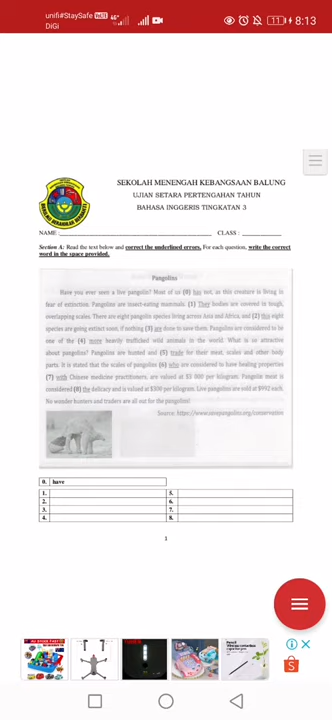 unifi#StaySafe
DiGi
11
8:13
SEKOLAH MENENGAH KEBANGSAAN BALUNG
UJIAN SETARA PERTENGAHAN TAHUN
BAHASA INGGERIS TINGKATAN 3
NAME : CLASS :
Section A: Read the text below and correct the underlined errors. For each question, write the correct
word in the space provided.
Pangolins
Have you ever seen a live pangolin? Most of us (0) has not, as this creature is living in
fear of extinction. Pangolins are insect-eating mammals. (1) They bodies are covered in tough,
overlapping scales. There are eight pangolin species living across Asia and Africa, and (2) this eight
species are going extinct soon, if nothing (3) are done to save them. Pangolins are considered to be
one of the (4) more heavily trafficked wild animals in the world. What is so attractive
about pangolins? Pangolins are hunted and (5) trade for their meat, scales and other body
parts. It is stated that the scales of pangolins (6) who are considered to have healing properties
(7) with Chinese medicine practitioners, are valued at $3 000 per kilogram. Pangolin meat is
considered (8) the delicacy and is valued at $300 per kilogram. Live pangolins are sold at $992 each.
No wonder hunters and traders are all out for the pangolins!
Source: https://www.savepangolins.org/conservation
0. have
1. 5.
2. 6.
3. 7.
4. 8.
1